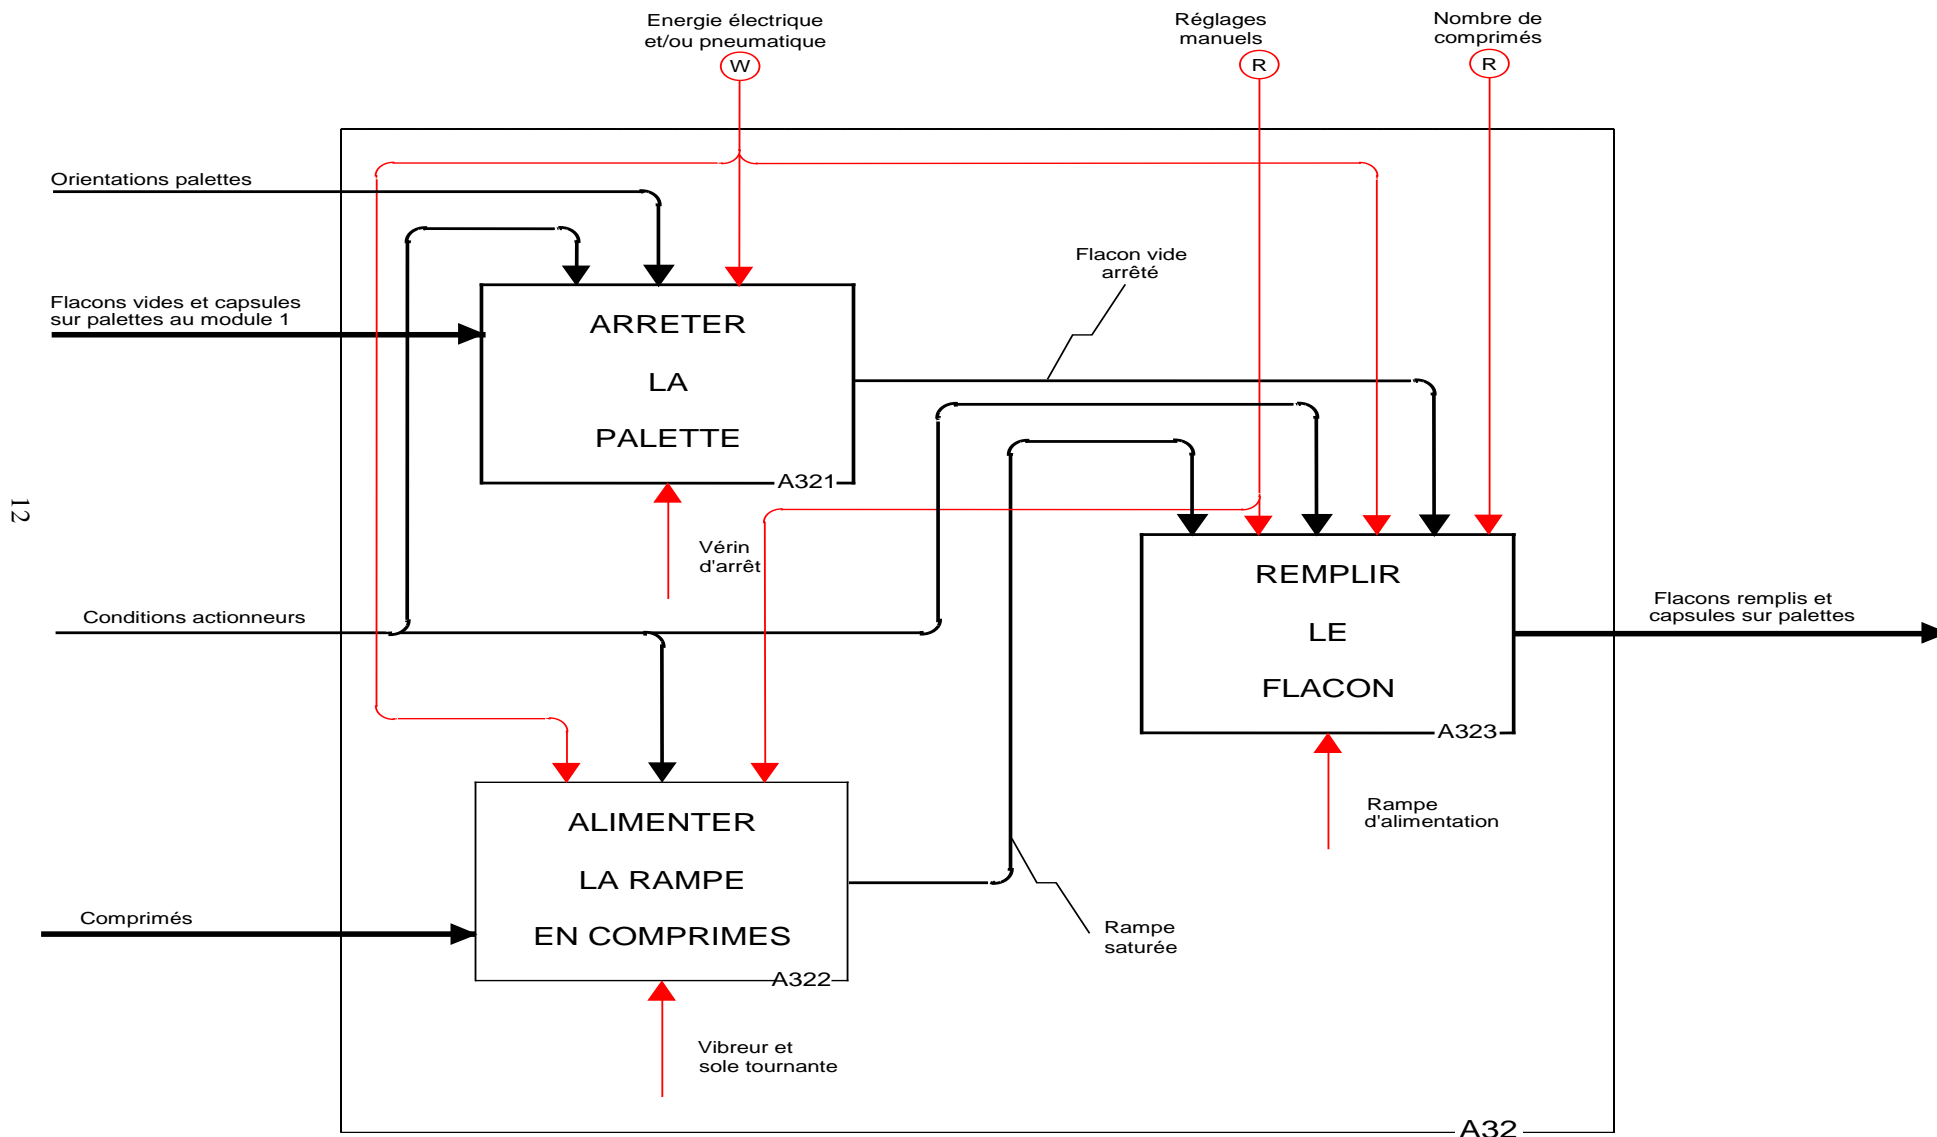 Energie électrique
et/ou pneumatique
W
Réglages
manuels
R
Nombre de
comprimés
R
Orientations palettes
Flacons vides et capsules
sur palettes au module 1
ARRETER
LA
PALETTE
A321
Flacon vide
arrêté
12
Vérin
d'arrêt
Conditions actionneurs
REMPLIR
LE
FLACON
A323
Flacons remplis et
capsules sur palettes
Rampe
d'alimentation
ALIMENTER
LA RAMPE
EN COMPRIMES
A322
Comprimés
Rampe
saturée
Vibreur et
sole tournante
A32